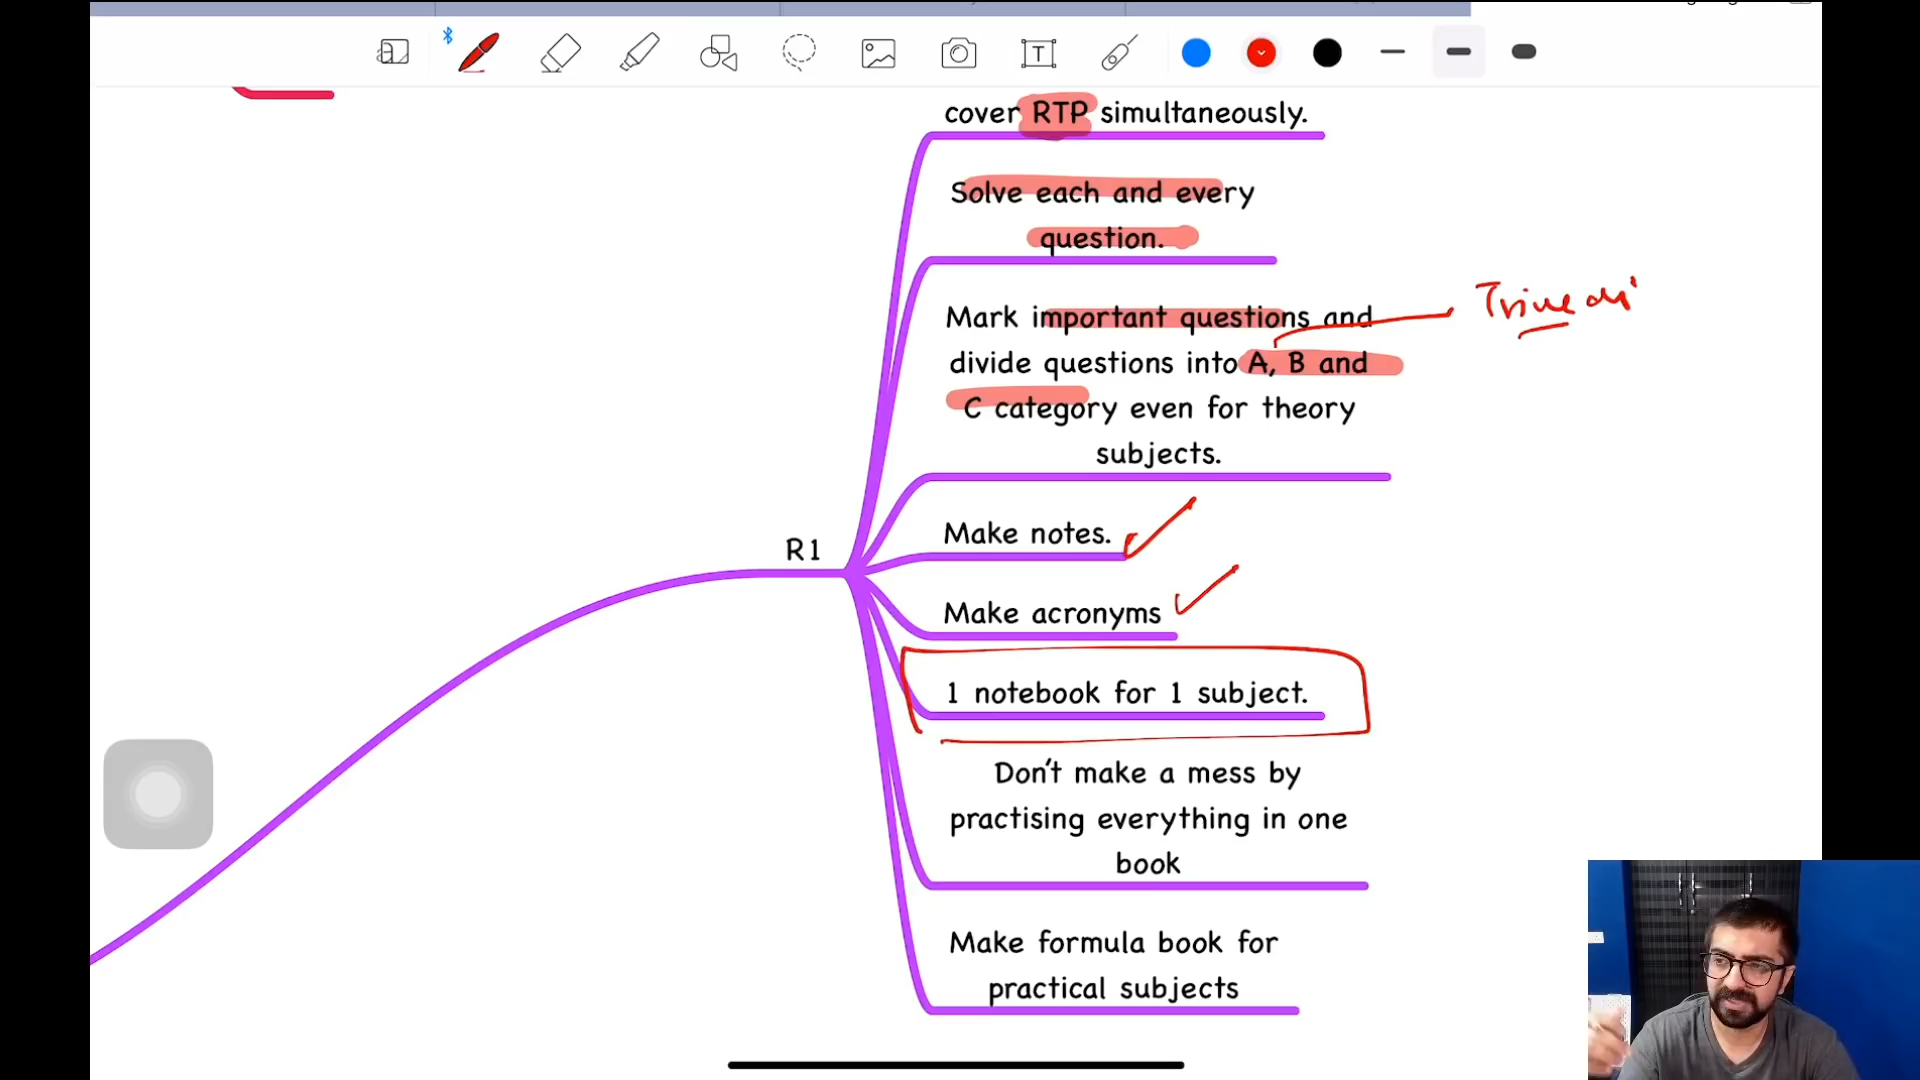 cover RTP simultaneously.
Solve each and every
question.
Mark important questions and
divide questions into A, B and
C category even for theory
subjects.
R1
Make notes.
Make acronyms
1 notebook for 1 subject.
Don't make a mess by
practising everything in one
book
Make formula book for
practical subjects